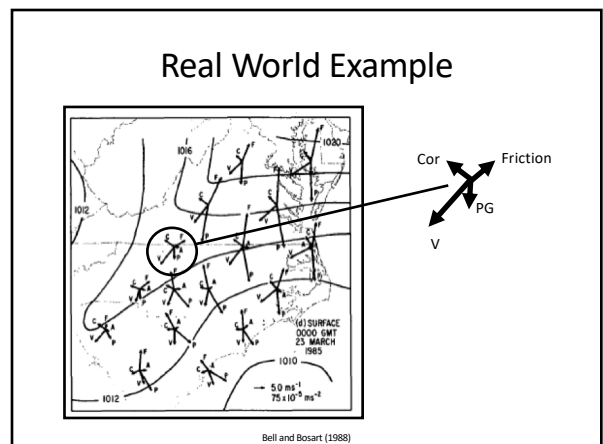 Real World Example
1016
1020
1012
Cor
Friction
PG
V
(d) SURFACE
0000 GMT
23 MARCH
1985
1010
1012
5.0 ms⁻¹
75 x 10⁻⁵ ms⁻²
Bell and Bosart (1988)